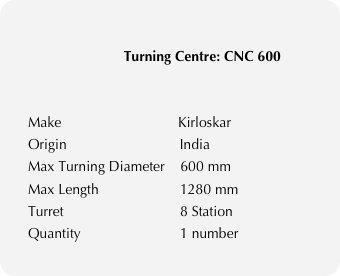 Turning Centre: CNC 600
Make Kirloskar
Origin India
Max Turning Diameter 600 mm
Max Length 1280 mm
Turret 8 Station
Quantity 1 number